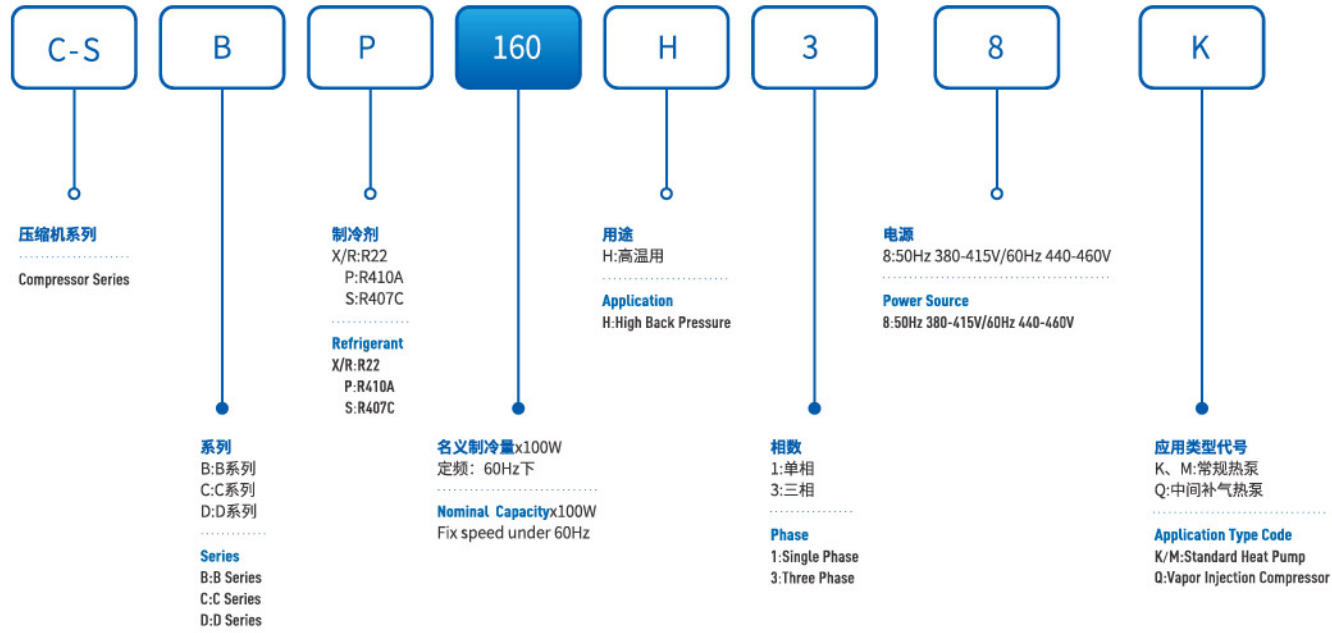 C-S
B
P
160
H
3
8
K
压缩机系列
Compressor Series
制冷剂
X/R:R22
P:R410A
S:R407C
Refrigerant
X/R:R22
P:R410A
S:R407C
用途
H:高温用
Application
H:High Back Pressure
电源
8:50Hz 380-415V/60Hz 440-460V
Power Source
8:50Hz 380-415V/60Hz 440-460V
系列
B:B系列
C:C系列
D:D系列
Series
B:B Series
C:C Series
D:D Series
名义制冷量x100W
定频：60Hz下
Nominal Capacityx100W
Fix speed under 60Hz
相数
1:单相
3:三相
Phase
1:Single Phase
3:Three Phase
应用类型代号
K、M:常规热泵
Q:中间补气热泵
Application Type Code
K/M:Standard Heat Pump
Q:Vapor Injection Compressor